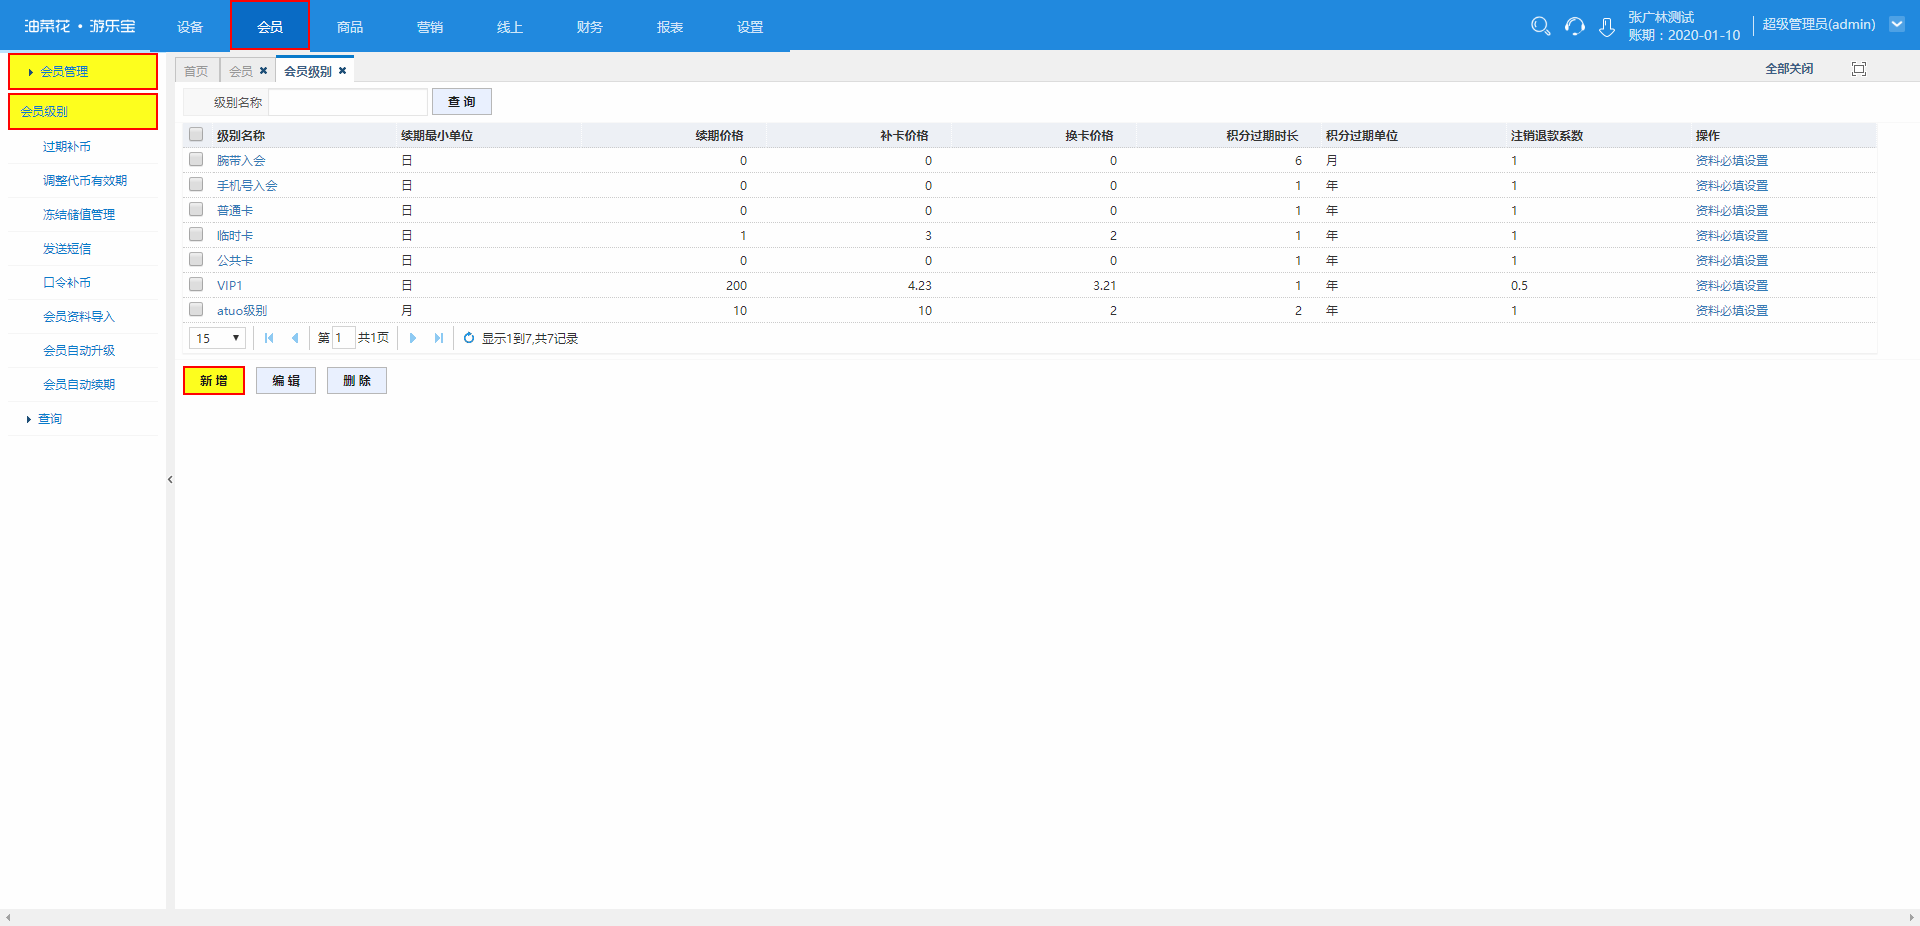 油菜花·游乐宝 设备 会员 商品 营销 线上 财务 报表 设置 张广林测试 超级管理员(admin)
账期：2020-01-10
会员管理
会员级别
过期补币
调整代币有效期
冻结储值管理
发送短信
口令补币
会员资料导入
会员自动升级
会员自动续期
查询
首页 会员 会员级别 全部关闭
级别名称 查 询
级别名称 续期最小单位 续期价格 补卡价格 换卡价格 积分过期时长 积分过期单位 注销退款系数 操作
腕带入会 日 0 0 0 6 月 1 资料必填设置
手机号入会 日 0 0 0 1 年 1 资料必填设置
普通卡 日 0 0 0 1 年 1 资料必填设置
临时卡 日 1 3 2 1 年 1 资料必填设置
公共卡 日 0 0 0 1 年 1 资料必填设置
VIP1 日 200 4.23 3.21 1 年 0.5 资料必填设置
atuo级别 月 10 10 2 2 年 1 资料必填设置
15 第 1 共1页 显示1到7,共7记录
新 增 编 辑 删 除